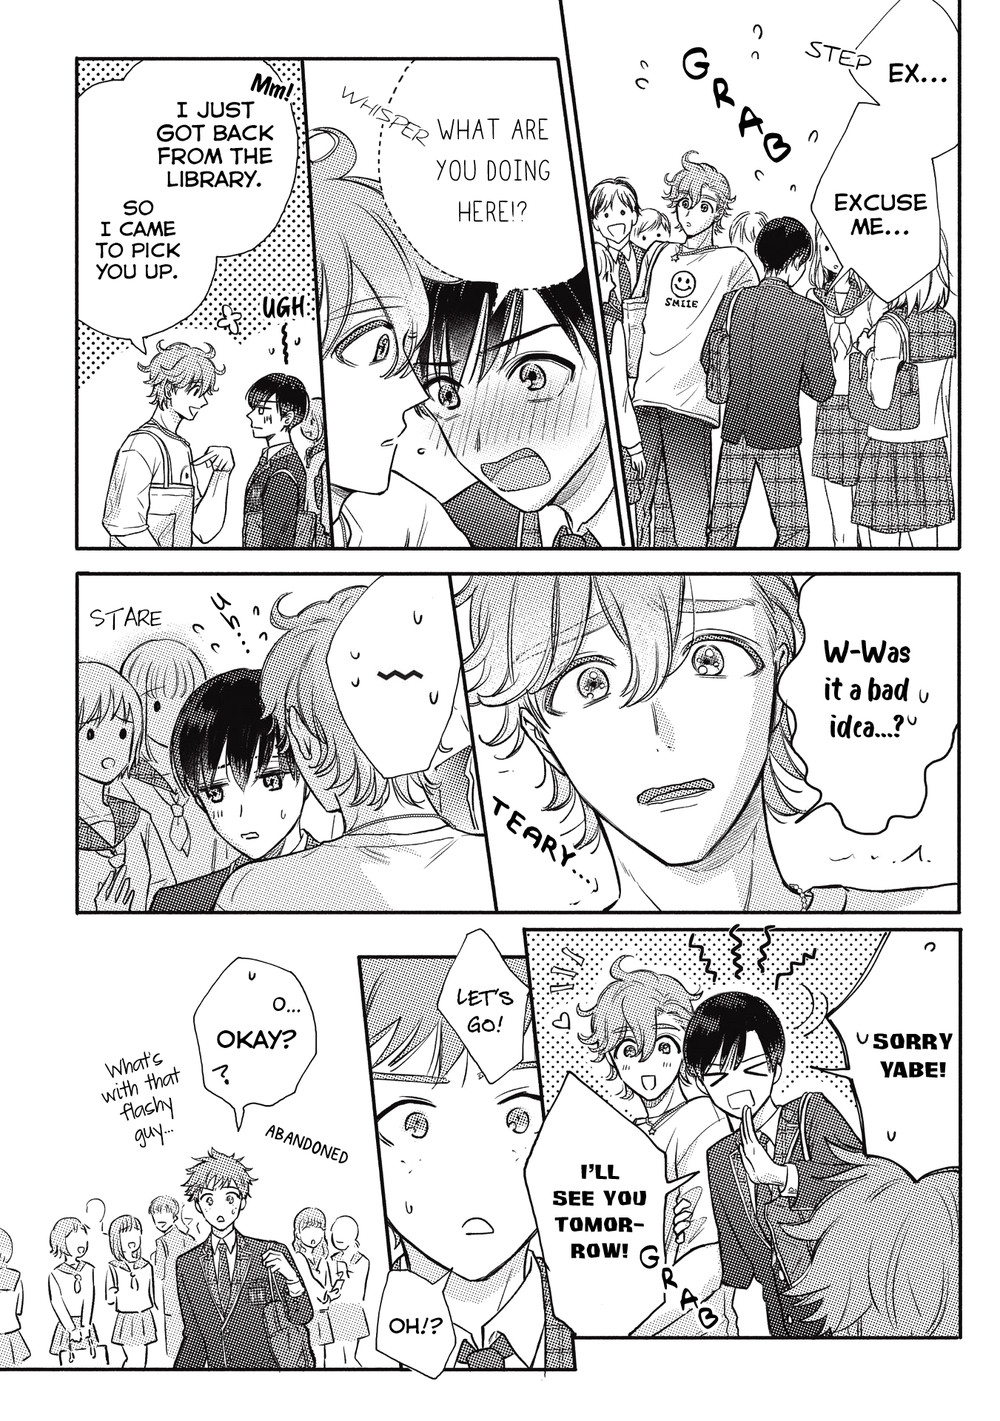 EX...
STEP
EXCUSE
ME...
GRAB
SMIIE
WHISPER
WHAT ARE
YOU DOING
HERE!?
Mm!
I JUST
GOT BACK
FROM THE
LIBRARY.
SO
I CAME
TO PICK
YOU UP.
UGH
W-Was
it a bad
idea...?
TEARY...
Uh...
STARE
SORRY
YABE!
I'LL
SEE YOU
TOMOR-
ROW!
GRAB
LET'S
GO!
OH!?
O...
OKAY?
?
What's
with that
flashy
guy...
ABANDONED